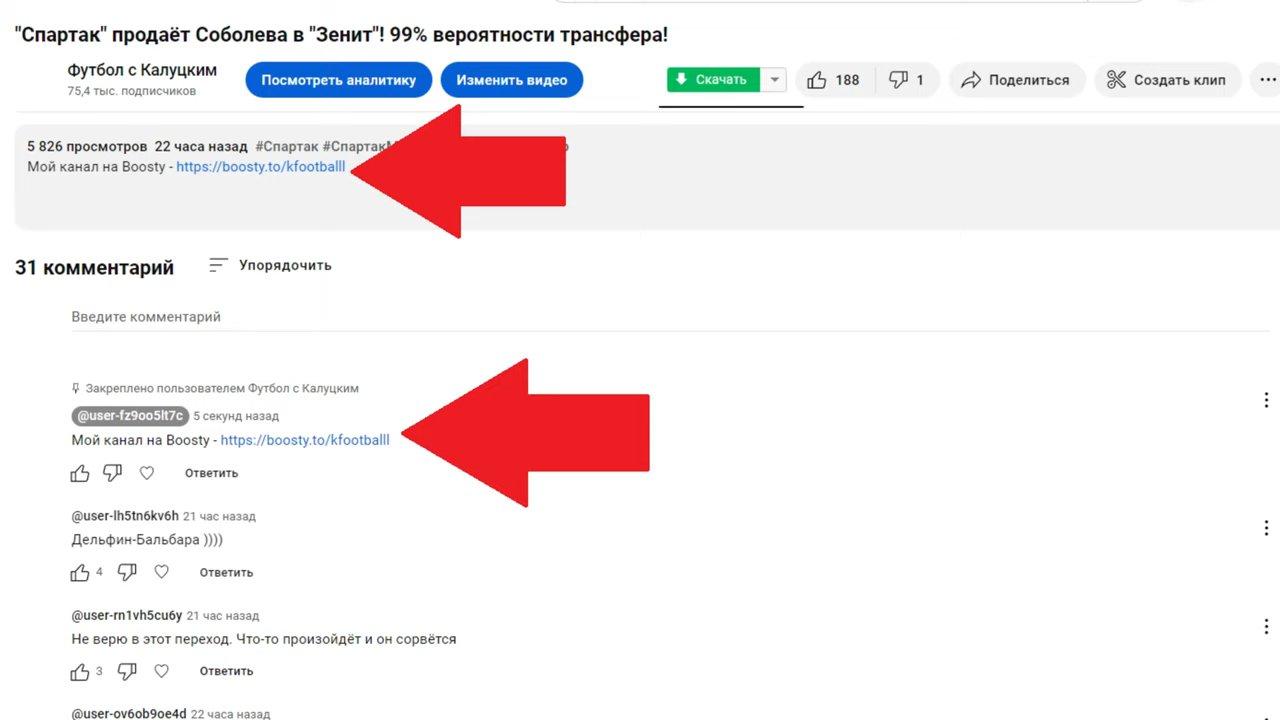 "Спартак" продаёт Соболева в "Зенит"! 99% вероятности трансфера!
Футбол с Калуцким
75,4 тыс. подписчиков
Посмотреть аналитику
Изменить видео
Скачать
188
1
Поделиться
Создать клип
5 826 просмотров 22 часа назад #Спартак
Мой канал на Boosty - https://boosty.to/kfootballl
31 комментарий
Упорядочить
Введите комментарий
Закреплено пользователем Футбол с Калуцким
@user-fz9oo5lt7c 5 секунд назад
Мой канал на Boosty - https://boosty.to/kfootballl
Ответить
@user-lh5tn6kv6h 21 час назад
Дельфин-Бальбара ))))
4
Ответить
@user-rn1vh5cu6y 21 час назад
Не верю в этот переход. Что-то произойдёт и он сорвётся
3
Ответить
@user-ov6ob9oe4d 22 часа назад